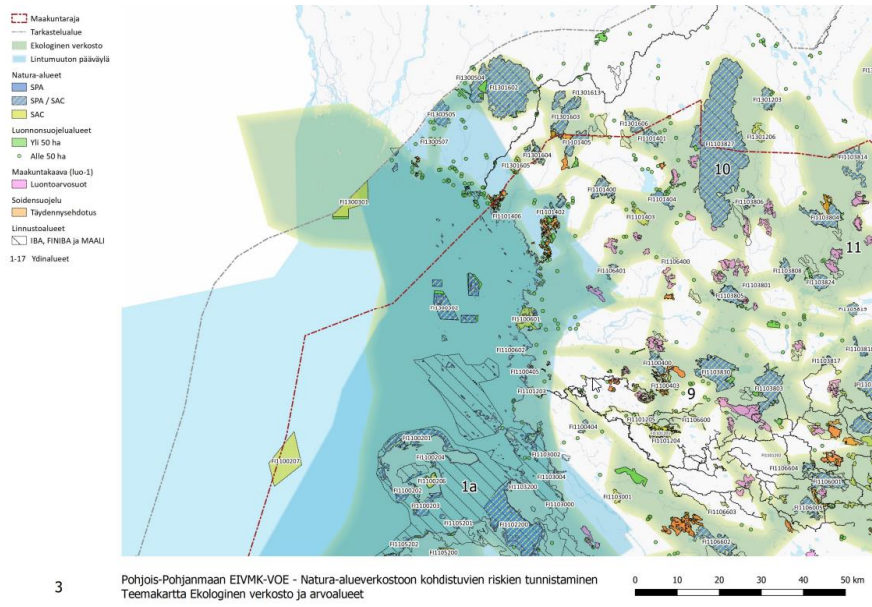 Maakuntaraja
Tarkastelualue
Ekologinen verkosto
Lintumuuton pääväylä
Natura-alueet
SPA
SPA / SAC
SAC
Luonnonsuojelualueet
Yli 50 ha
Alle 50 ha
Maakuntakaava (luo-1)
Luontoarvosuot
Soidensuojelu
Täydennysehdotus
Linnustoalueet
IBA, FINIBA ja MAALI
1-17 Ydinalueet
FI1300504
FI1301602
FI1301613
FI1301203
FI1300505
FI1301603
FI1301606
FI1301206
FI1300507
FI1301405
FI1101401
FI1103827
FI1301604
FI1103814
FI1301605
10
FI1300301
FI1101400
FI1101404
FI1103806
FI1101406
FI1101402
FI1101403
FI1103804
11
FI1106401
FI1106400
FI1103808
FI1103801
FI1103824
FI1103805
FI1100601
FI1100602
FI1103818
FI1100405
FI1100400
FI1103817
FI1103830
FI1101203
FI1100403
9
FI1103803
FI1100201
FI1100404
FI1101205
FI1106600
FI1101204
FI1100204
FI1100207
FI1103002
FI1106604
FI1100206
1a
FI1103004
FI1106001
FI1100202
FI1103200
FI1103001
FI1100203
FI1103000
FI1106603
FI1106005
FI1105201
FI1102200
FI1105202
FI1105200
FI1106602
3
Pohjois-Pohjanmaan EIVMK-VOE - Natura-alueverkostoon kohdistuvien riskien tunnistaminen
Teemakartta Ekologinen verkosto ja arvoalueet
0 10 20 30 40 50 km